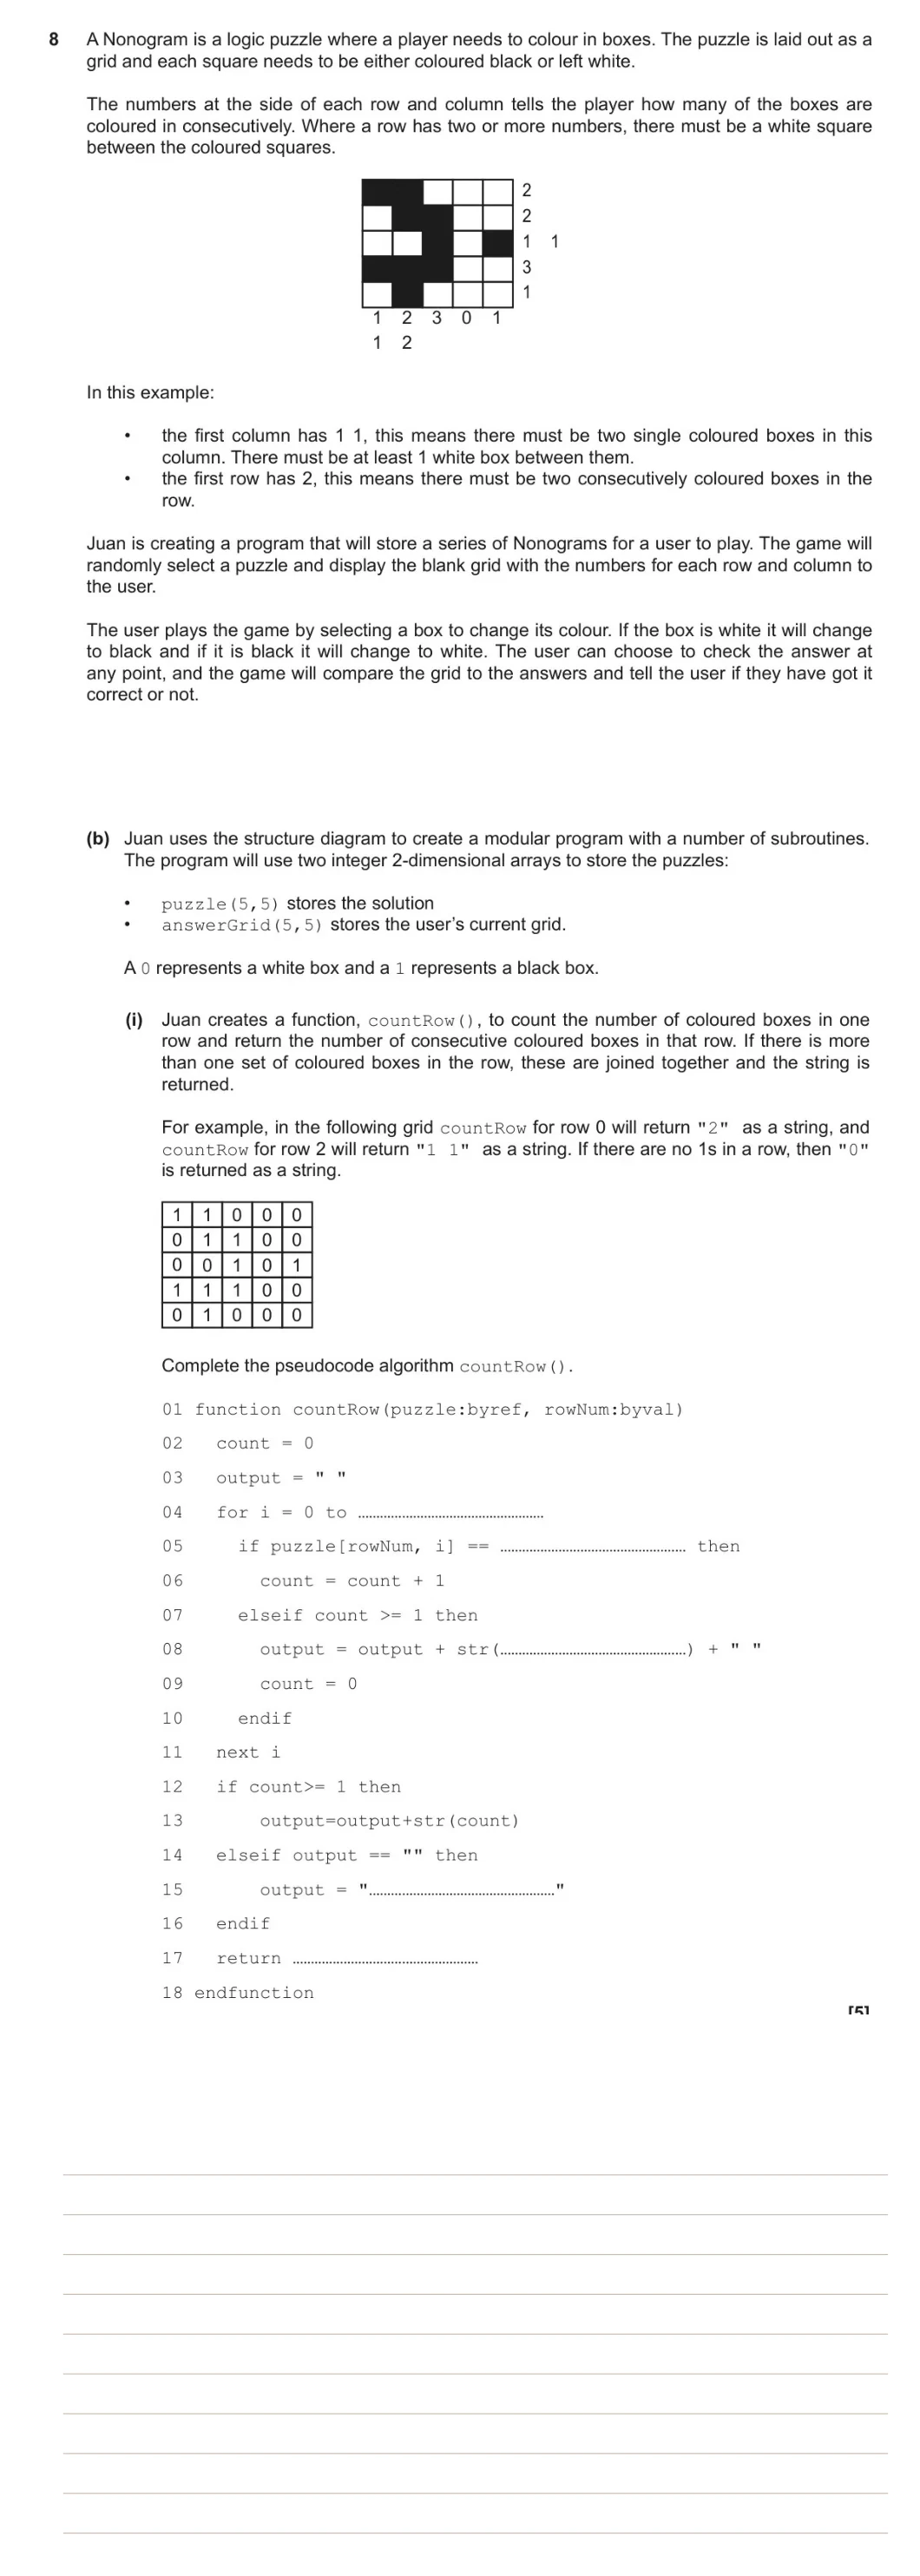 8 A Nonogram is a logic puzzle where a player needs to colour in boxes. The puzzle is laid out as a
grid and each square needs to be either coloured black or left white.
The numbers at the side of each row and column tells the player how many of the boxes are
coloured in consecutively. Where a row has two or more numbers, there must be a white square
between the coloured squares.
2
2
1 1
3
1
1 2 3 0 1
1 2
In this example:
• the first column has 1 1, this means there must be two single coloured boxes in this
column. There must be at least 1 white box between them.
• the first row has 2, this means there must be two consecutively coloured boxes in the
row.
Juan is creating a program that will store a series of Nonograms for a user to play. The game will
randomly select a puzzle and display the blank grid with the numbers for each row and column to
the user.
The user plays the game by selecting a box to change its colour. If the box is white it will change
to black and if it is black it will change to white. The user can choose to check the answer at
any point, and the game will compare the grid to the answers and tell the user if they have got it
correct or not.
(b) Juan uses the structure diagram to create a modular program with a number of subroutines.
The program will use two integer 2-dimensional arrays to store the puzzles:
• puzzle(5,5) stores the solution
• answerGrid(5,5) stores the user's current grid.
A 0 represents a white box and a 1 represents a black box.
(i) Juan creates a function, countRow(), to count the number of coloured boxes in one
row and return the number of consecutive coloured boxes in that row. If there is more
than one set of coloured boxes in the row, these are joined together and the string is
returned.
For example, in the following grid countRow for row 0 will return "2" as a string, and
countRow for row 2 will return "1 1" as a string. If there are no 1s in a row, then "0"
is returned as a string.
1 1 0 0 0
0 1 1 0 0
0 0 1 0 1
1 1 1 0 0
0 1 0 0 0
Complete the pseudocode algorithm countRow().
01 function countRow(puzzle:byref, rowNum:byval)
02 count = 0
03 output = " "
04 for i = 0 to ....................................................
05 if puzzle[rowNum, i] == .................................................... then
06 count = count + 1
07 elseif count >= 1 then
08 output = output + str(....................................................) + " "
09 count = 0
10 endif
11 next i
12 if count>= 1 then
13 output=output+str(count)
14 elseif output == "" then
15 output = "...................................................."
16 endif
17 return ....................................................
18 endfunction
[5]